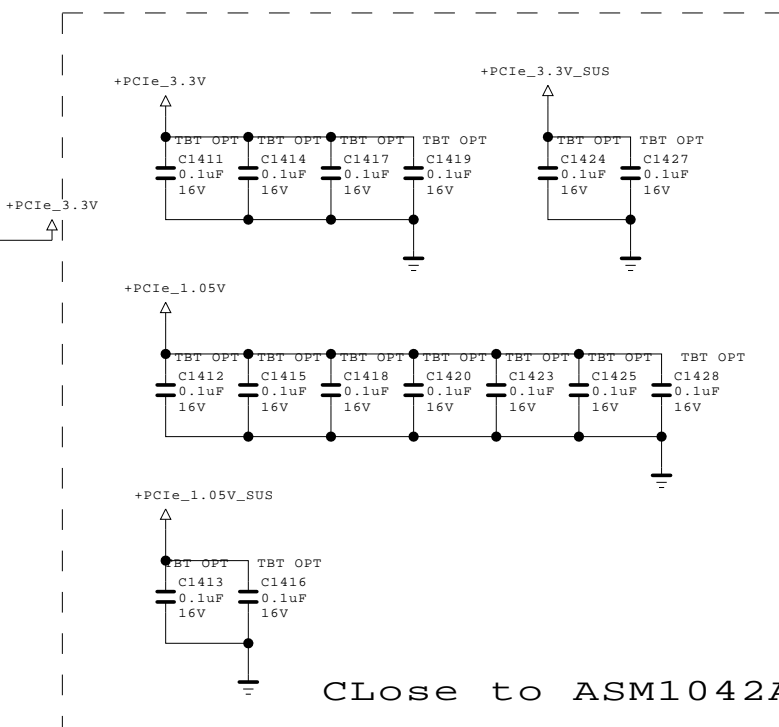 +PCIe_3.3V
+PCIe_3.3V_SUS
TBT OPT TBT OPT TBT OPT TBT OPT
C1411 C1414 C1417 C1419
0.1uF 0.1uF 0.1uF 0.1uF
16V 16V 16V 16V
TBT OPT TBT OPT
C1424 C1427
0.1uF 0.1uF
16V 16V
+PCIe_3.3V
+PCIe_1.05V
TBT OPT TBT OPT TBT OPT TBT OPT TBT OPT TBT OPT TBT OPT
C1412 C1415 C1418 C1420 C1423 C1425 C1428
0.1uF 0.1uF 0.1uF 0.1uF 0.1uF 0.1uF 0.1uF
16V 16V 16V 16V 16V 16V 16V
+PCIe_1.05V_SUS
TBT OPT TBT OPT
C1413 C1416
0.1uF 0.1uF
16V 16V
CLose to ASM1042A